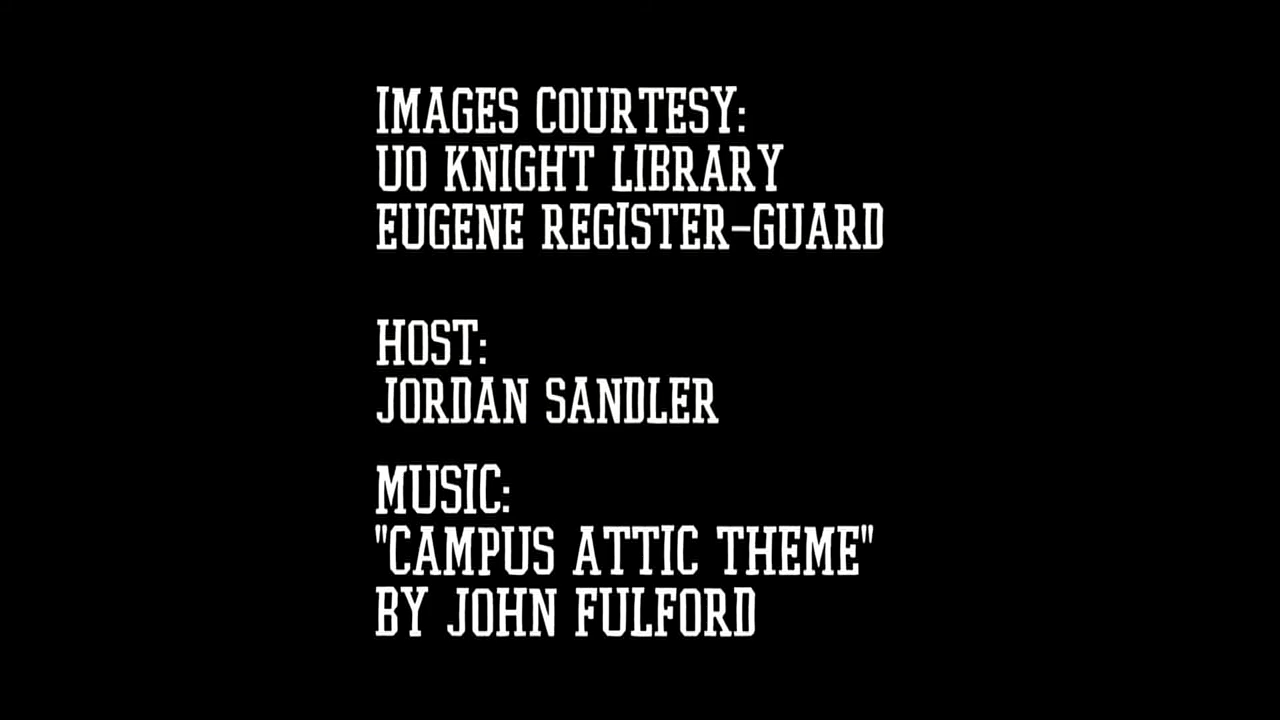 IMAGES COURTESY:
UO KNIGHT LIBRARY
EUGENE REGISTER-GUARD
HOST:
JORDAN SANDLER
MUSIC:
"CAMPUS ATTIC THEME"
BY JOHN FULFORD